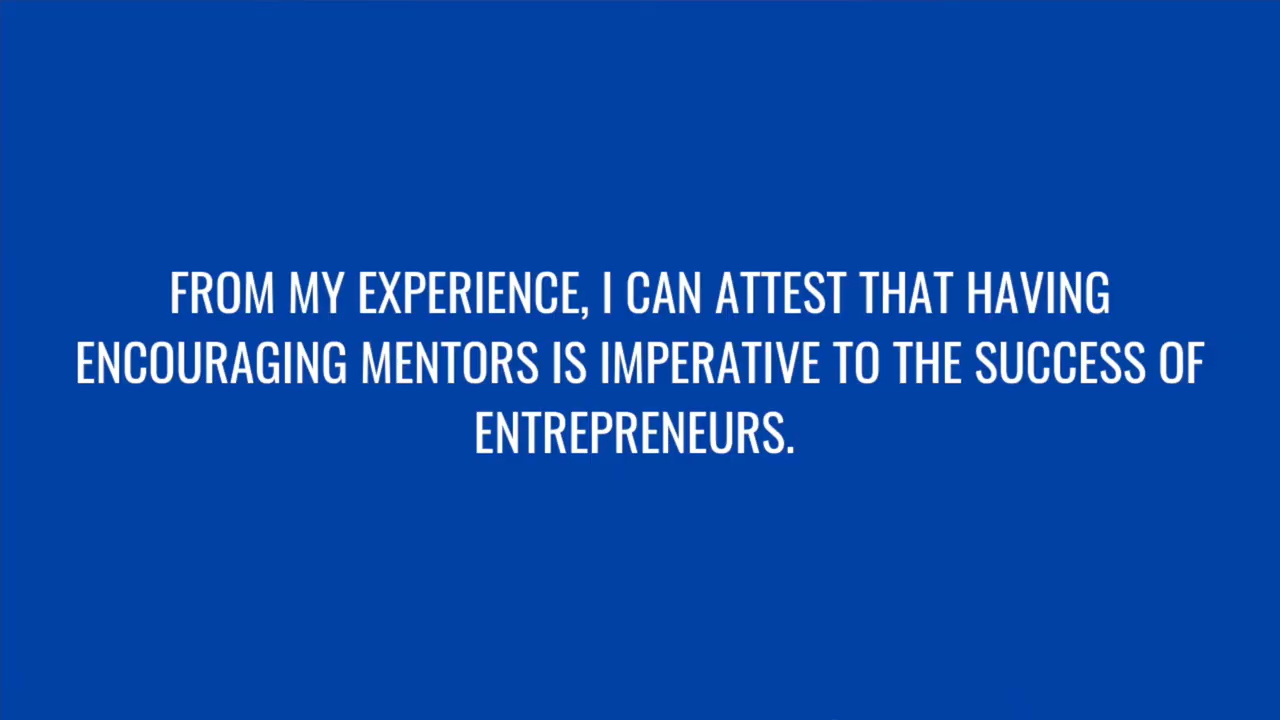 FROM MY EXPERIENCE, I CAN ATTEST THAT HAVING
ENCOURAGING MENTORS IS IMPERATIVE TO THE SUCCESS OF
ENTREPRENEURS.